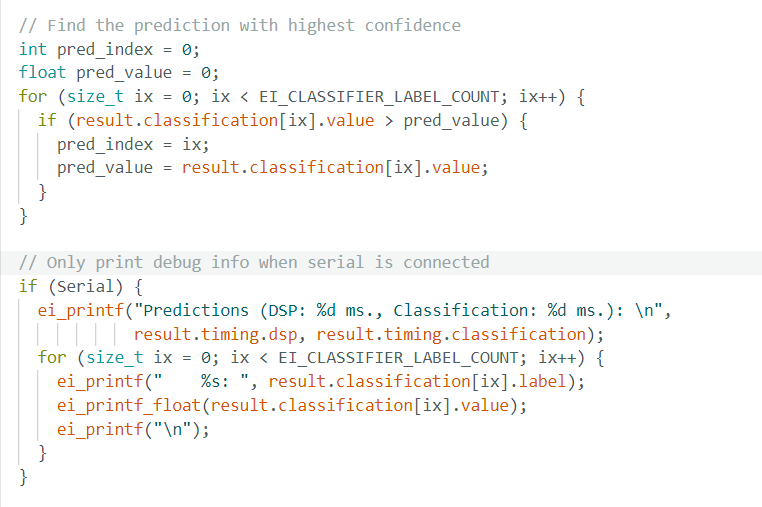 // Find the prediction with highest confidence
int pred_index = 0;
float pred_value = 0;
for (size_t ix = 0; ix < EI_CLASSIFIER_LABEL_COUNT; ix++) {
  if (result.classification[ix].value > pred_value) {
    pred_index = ix;
    pred_value = result.classification[ix].value;
  }
}

// Only print debug info when serial is connected
if (Serial) {
  ei_printf("Predictions (DSP: %d ms., Classification: %d ms.): \n",
            result.timing.dsp, result.timing.classification);
  for (size_t ix = 0; ix < EI_CLASSIFIER_LABEL_COUNT; ix++) {
    ei_printf("    %s: ", result.classification[ix].label);
    ei_printf_float(result.classification[ix].value);
    ei_printf("\n");
  }
}